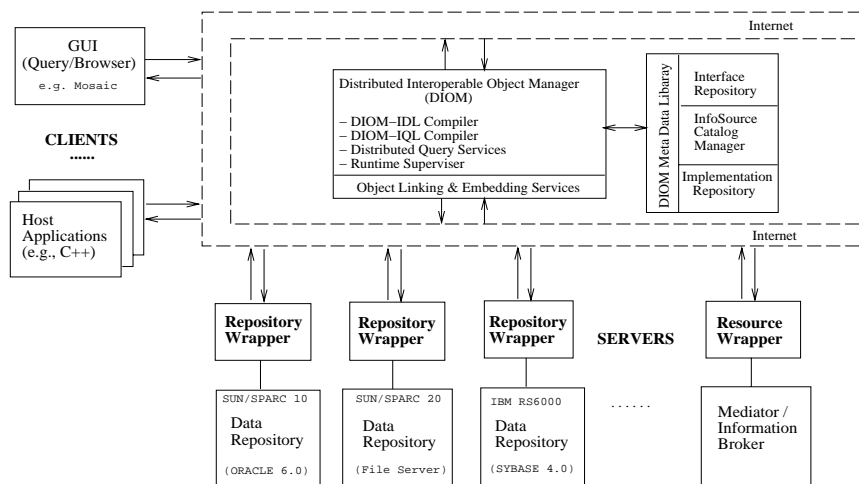 Internet
GUI
(Query/Browser)
e.g. Mosaic
CLIENTS
......
Host
Applications
(e.g., C++)
Distributed Interoperable Object Manager
(DIOM)
– DIOM–IDL Compiler
– DIOM–IQL Compiler
– Distributed Query Services
– Runtime Superviser
Object Linking & Embedding Services
DIOM Meta Data Libaray
Interface
Repository
InfoSource
Catalog
Manager
Implementation
Repository
Internet
Repository
Wrapper
Repository
Wrapper
Repository
Wrapper
SERVERS
Resource
Wrapper
SUN/SPARC 10
Data
Repository
(ORACLE 6.0)
SUN/SPARC 20
Data
Repository
(File Server)
IBM RS6000
Data
Repository
(SYBASE 4.0)
......
Mediator /
Information
Broker